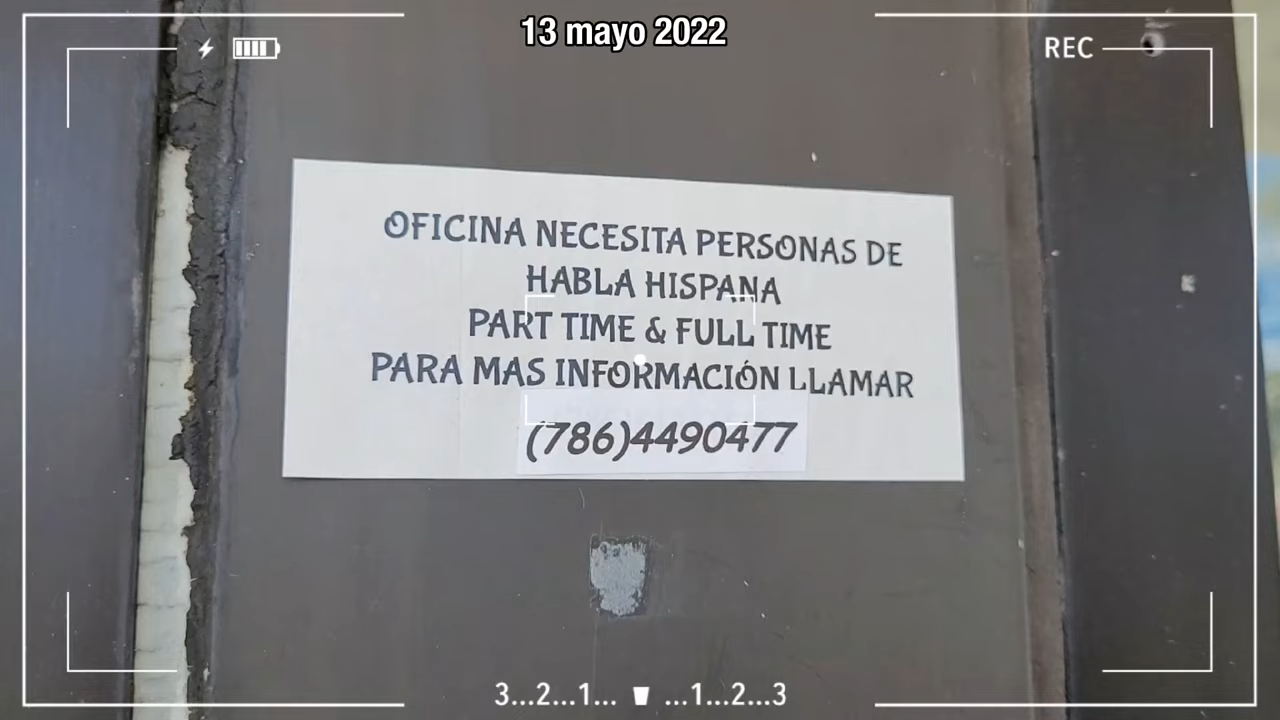 13 mayo 2022
REC
OFICINA NECESITA PERSONAS DE
HABLA HISPANA
PART TIME & FULL TIME
PARA MAS INFORMACIÓN LLAMAR
(786)4490477
3...2...1... ...1...2...3